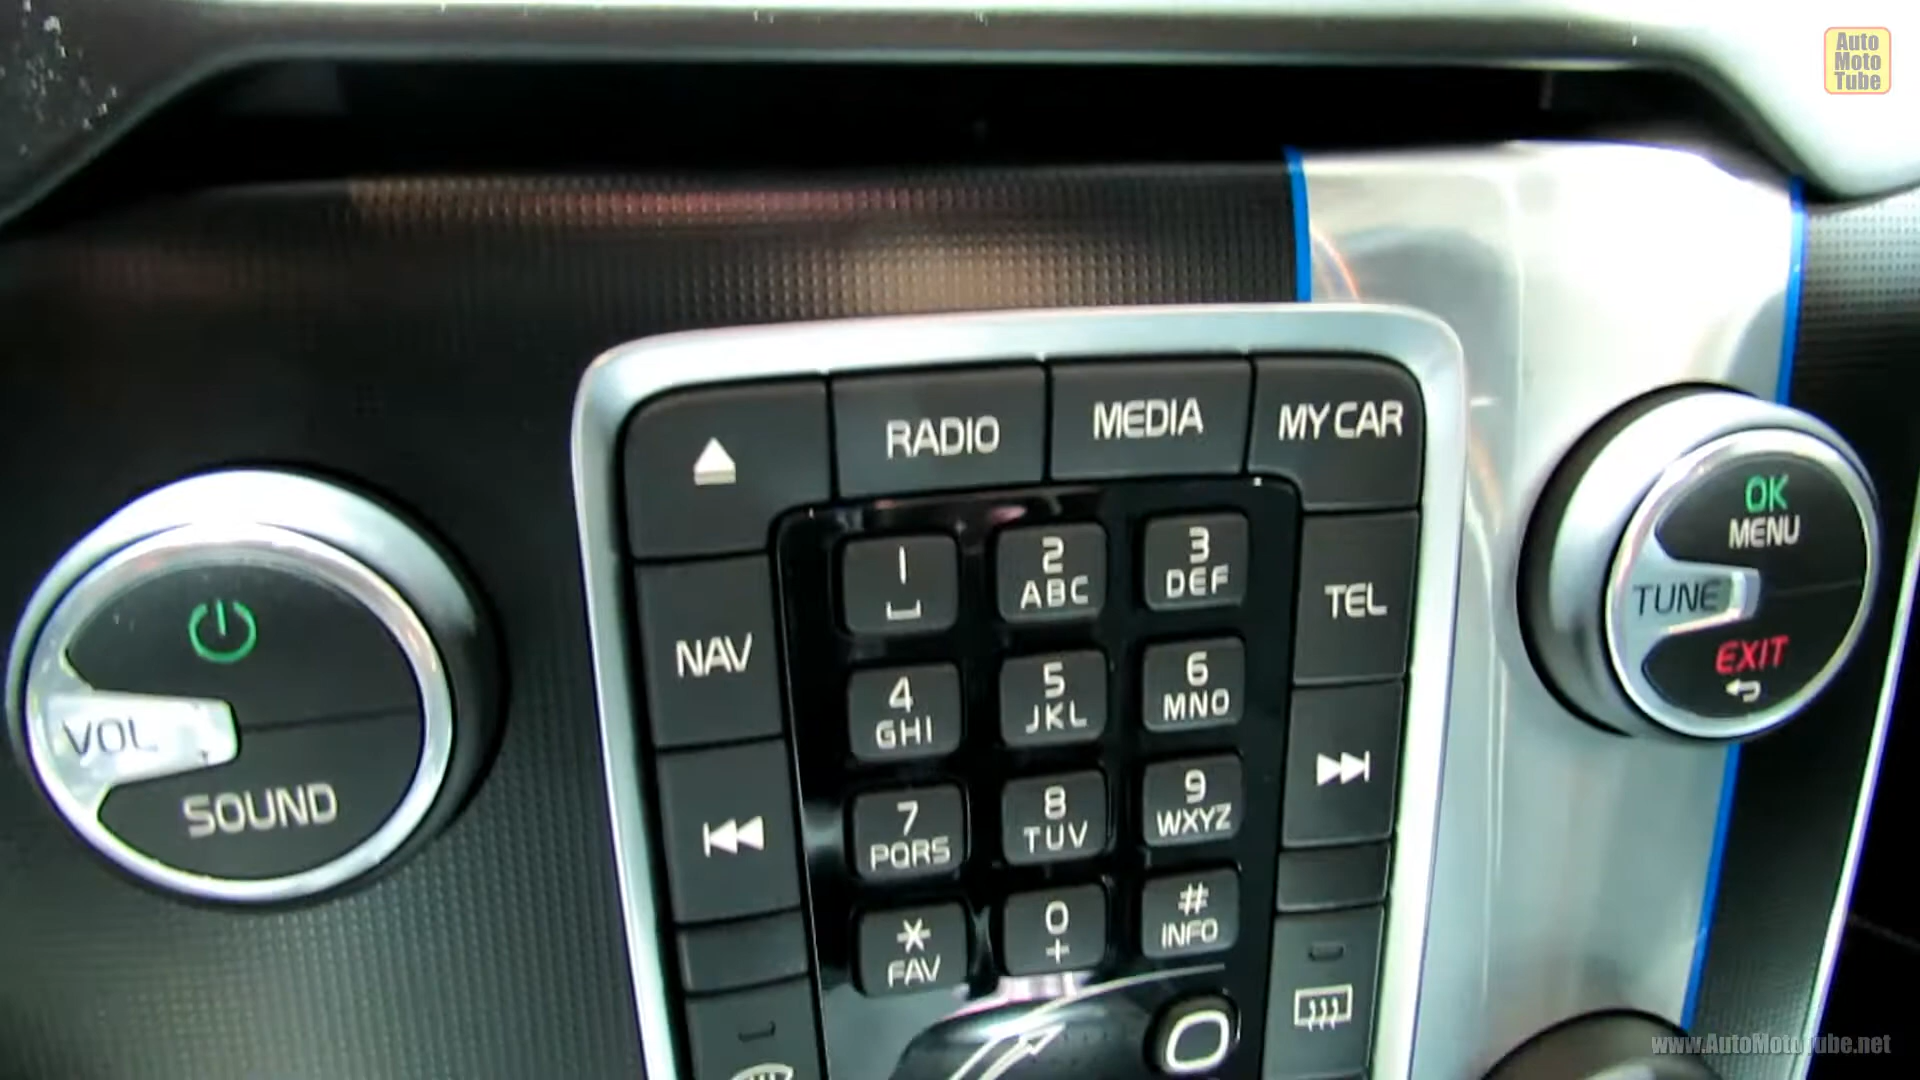 Auto
Moto
Tube
RADIO
MEDIA
MY CAR
OK
MENU
TUNE
EXIT
1
2
ABC
3
DEF
TEL
NAV
4
GHI
5
JKL
6
MNO
VOL
SOUND
7
PQRS
8
TUV
9
WXYZ
*
FAV
0
+
#
INFO
www.AutoMotoTube.net